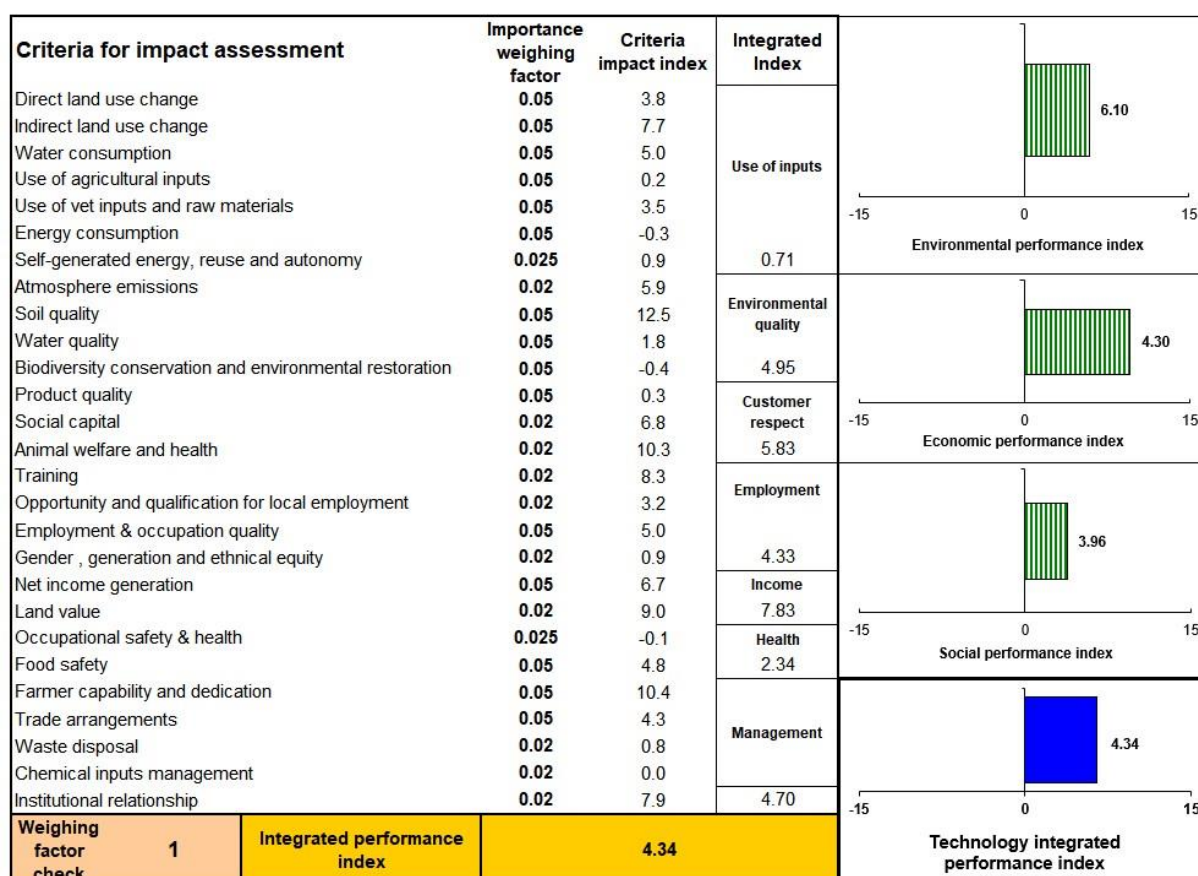 Criteria for impact assessment
Importance weighing factor
Criteria impact index
Integrated Index
Direct land use change 0.05 3.8
Indirect land use change 0.05 7.7
Water consumption 0.05 5.0
Use of agricultural inputs 0.05 0.2
Use of inputs
Use of vet inputs and raw materials 0.05 3.5
Energy consumption 0.05 -0.3
Self-generated energy, reuse and autonomy 0.025 0.9 0.71
Atmosphere emissions 0.02 5.9
Environmental quality
Soil quality 0.05 12.5
Water quality 0.05 1.8
Biodiversity conservation and environmental restoration 0.05 -0.4 4.95
Product quality 0.05 0.3
Customer respect
Social capital 0.02 6.8
Animal welfare and health 0.02 10.3 5.83
Training 0.02 8.3
Employment
Opportunity and qualification for local employment 0.02 3.2
Employment & occupation quality 0.05 5.0
Gender , generation and ethnical equity 0.02 0.9 4.33
Net income generation 0.05 6.7 Income
Land value 0.02 9.0 7.83
Occupational safety & health 0.025 -0.1 Health
Food safety 0.05 4.8 2.34
Farmer capability and dedication 0.05 10.4
Trade arrangements 0.05 4.3
Management
Waste disposal 0.02 0.8
Chemical inputs management 0.02 0.0
Institutional relationship 0.02 7.9 4.70
Weighing factor check
1
Integrated performance index
4.34
6.10
-15 0 15
Environmental performance index
4.30
-15 0 15
Economic performance index
3.96
-15 0 15
Social performance index
4.34
-15 0 15
Technology integrated
performance index